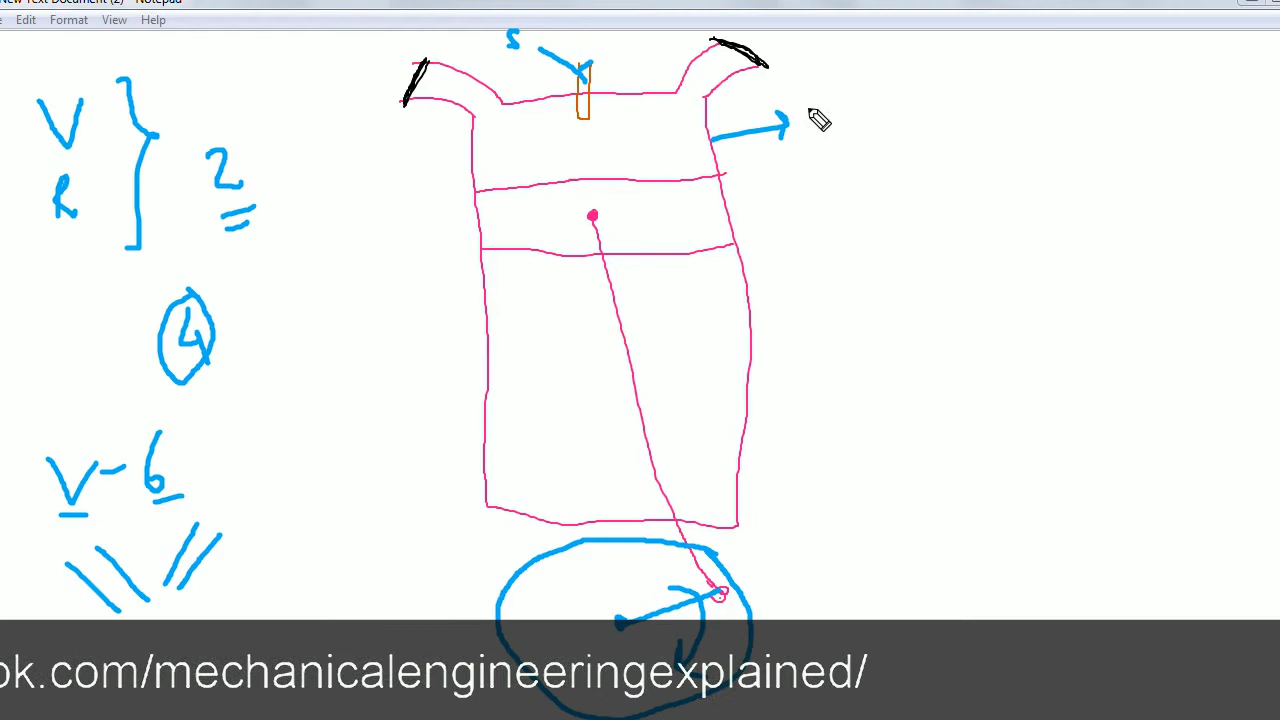 New Text Document (2) - Notepad
Edit Format View Help
S
V
R
2
4
V-6
ok.com/mechanicalengineeringexplained/